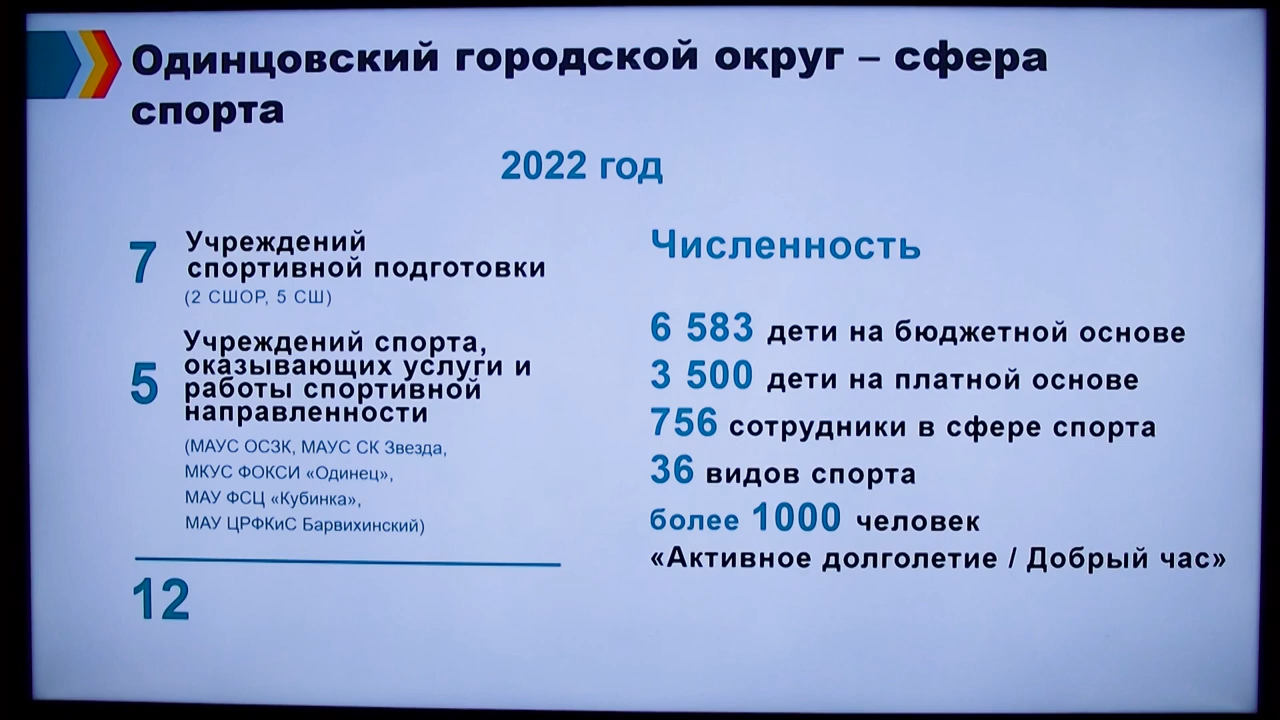 Одинцовский городской округ – сфера
спорта
2022 год
7
Учреждений
спортивной подготовки
(2 СШОР, 5 СШ)
5
Учреждений спорта,
оказывающих услуги и
работы спортивной
направленности
(МАУС ОСЗК, МАУС СК Звезда,
МКУС ФОКСИ «Одинец»,
МАУ ФСЦ «Кубинка»,
МАУ ЦРФКиС Барвихинский)
12
Численность
6 583 дети на бюджетной основе
3 500 дети на платной основе
756 сотрудники в сфере спорта
36 видов спорта
более 1000 человек
«Активное долголетие / Добрый час»